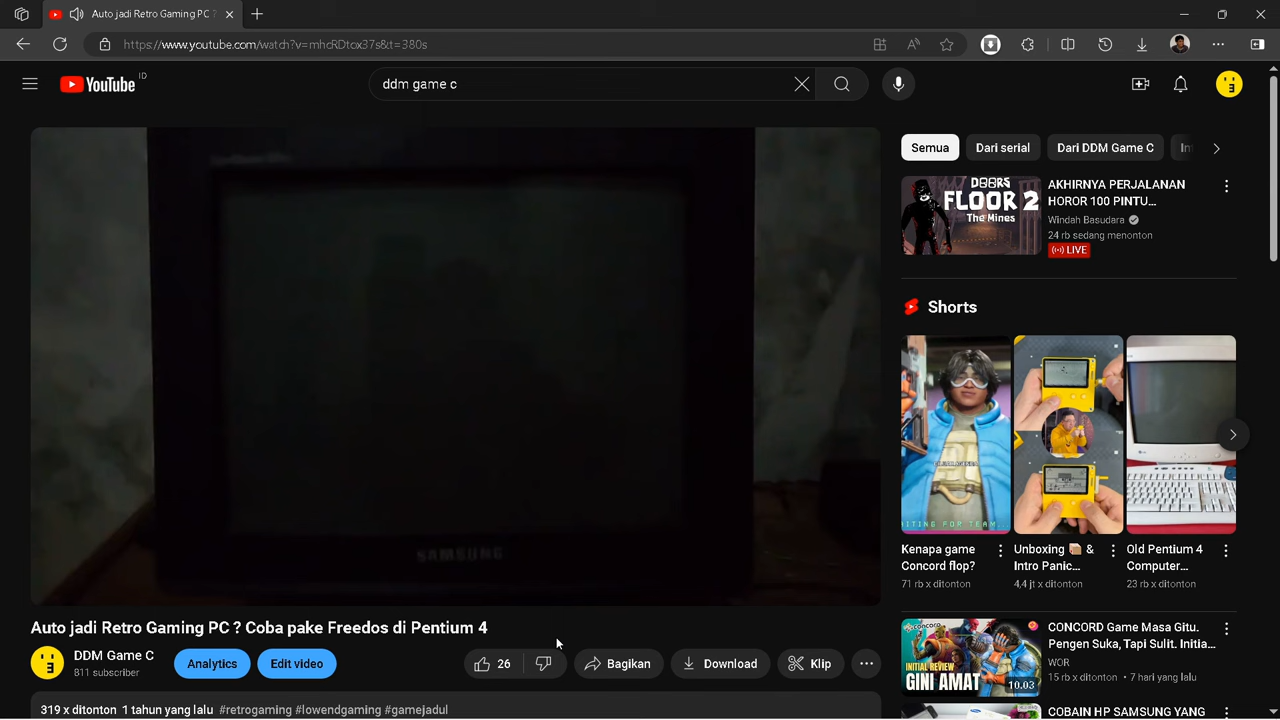 Auto jadi Retro Gaming PC ?
https://www.youtube.com/watch?v=mhcRDtox37s&t=380s
YouTube ID
ddm game c
SAMSUNG
Auto jadi Retro Gaming PC ? Coba pake Freedos di Pentium 4
DDM Game C
811 subscriber
Analytics
Edit video
26
Bagikan
Download
Klip
319 x ditonton 1 tahun yang lalu #retrogaming #lowendgaming #gamejadul
Semua
Dari serial
Dari DDM Game C
DOORS
FLOOR 2
The Mines
AKHIRNYA PERJALANAN
HOROR 100 PINTU...
Windah Basudara
24 rb sedang menonton
LIVE
Shorts
Kenapa game
Concord flop?
71 rb x ditonton
Unboxing 📦 &
Intro Panic...
4,4 jt x ditonton
Old Pentium 4
Computer...
23 rb x ditonton
CONCORD
INITIAL REVIEW
GINI AMAT
10.03
CONCORD Game Masa Gitu.
Pengen Suka, Tapi Sulit. Initia...
WOR
15 rb x ditonton • 7 hari yang lalu
COBAIN HP SAMSUNG YANG